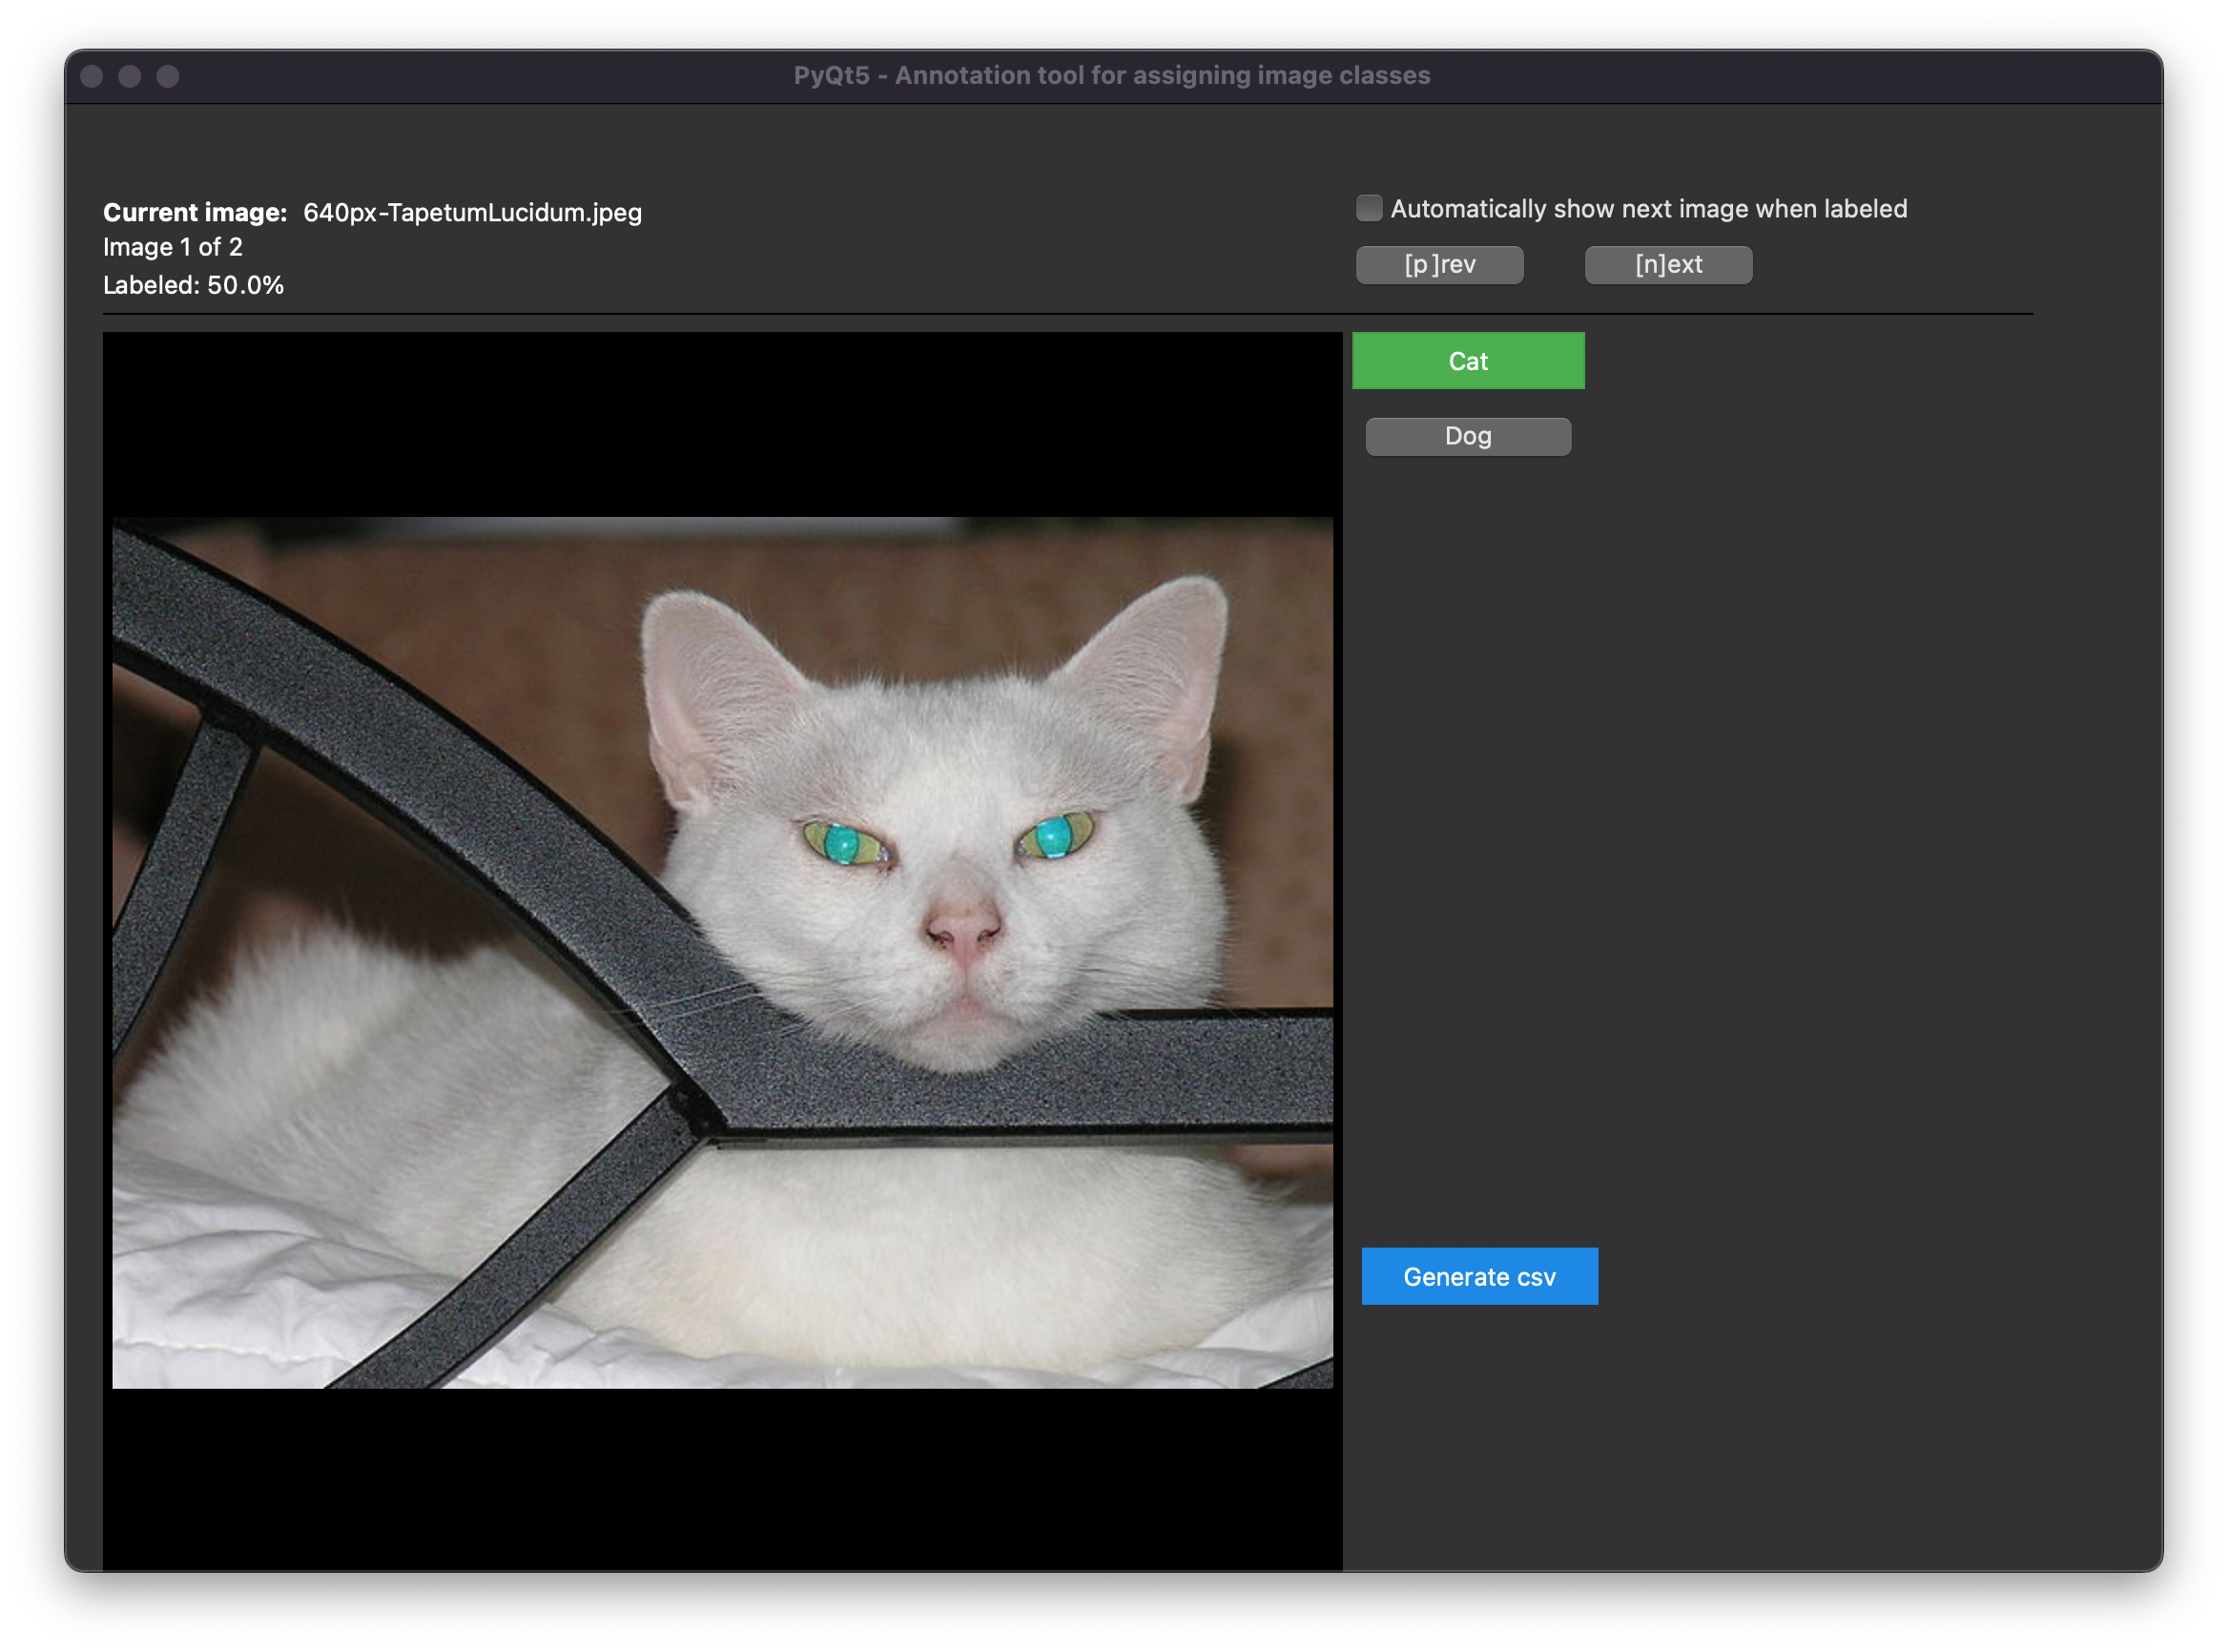 PyQt5 - Annotation tool for assigning image classes
Current image: 640px-TapetumLucidum.jpeg
Image 1 of 2
Labeled: 50.0%
Automatically show next image when labeled
[p]rev
[n]ext
Cat
Dog
Generate csv